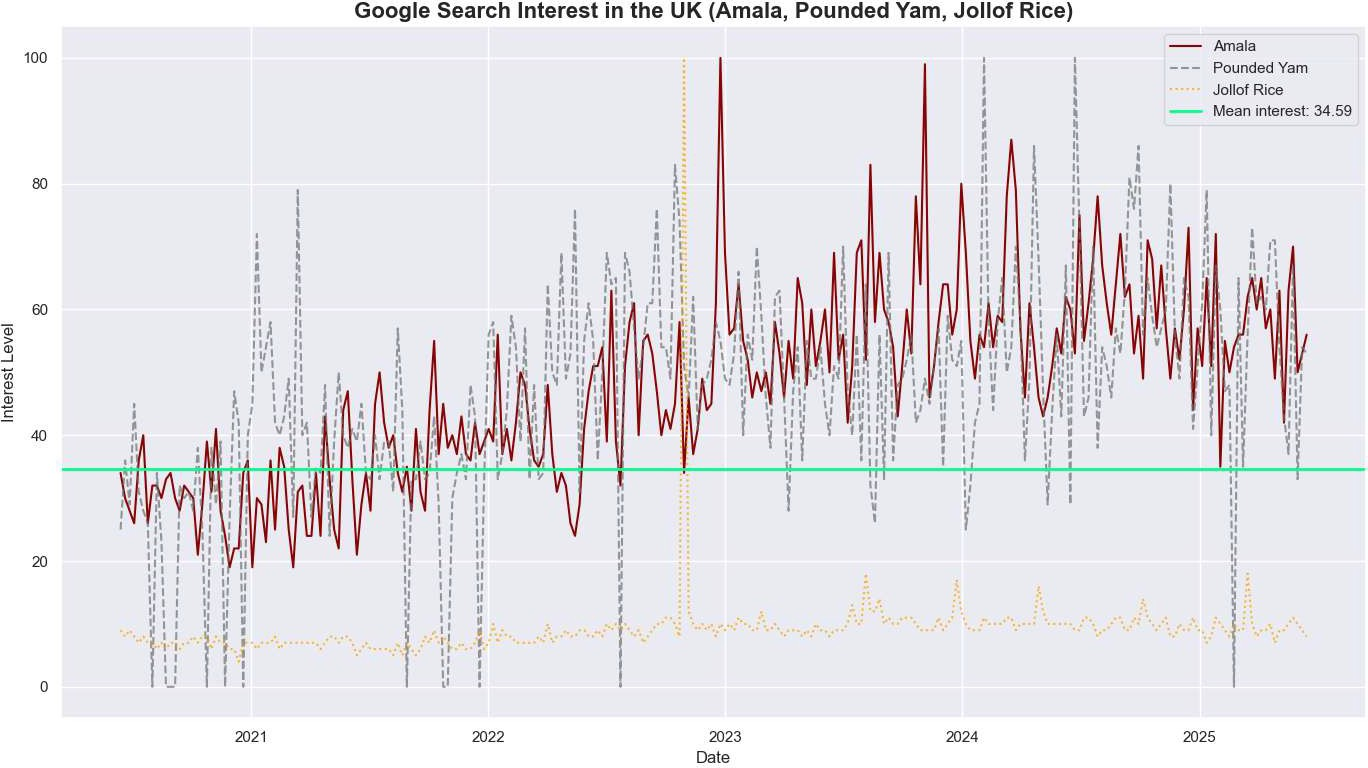 Google Search Interest in the UK (Amala, Pounded Yam, Jollof Rice)
Amala
Pounded Yam
Jollof Rice
Mean interest: 34.59
Interest Level
100
80
60
40
20
0
2021
2022
2023
2024
2025
Date